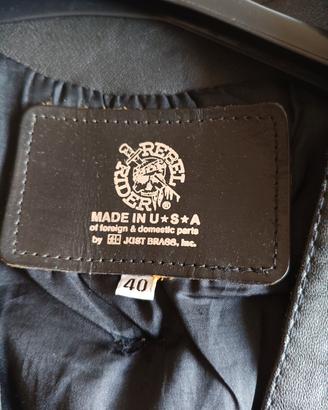 REBEL
RIDER®
MADE IN U★S★A
of foreign & domestic parts
by JUST BRASS, Inc.
40